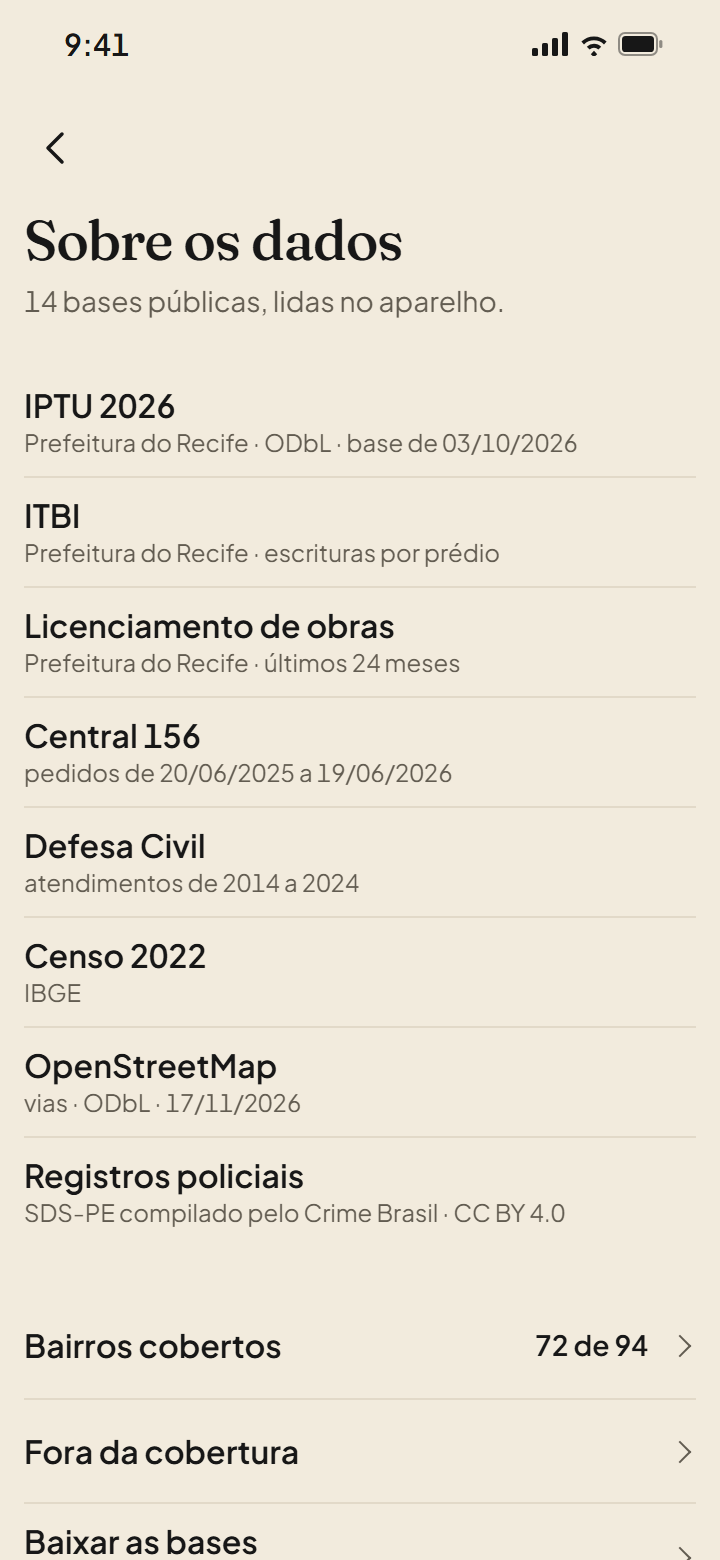 9:41
Sobre os dados
14 bases públicas, lidas no aparelho.
IPTU 2026
Prefeitura do Recife · ODbL · base de 03/10/2026
ITBI
Prefeitura do Recife · escrituras por prédio
Licenciamento de obras
Prefeitura do Recife · últimos 24 meses
Central 156
pedidos de 20/06/2025 a 19/06/2026
Defesa Civil
atendimentos de 2014 a 2024
Censo 2022
IBGE
OpenStreetMap
vias · ODbL · 17/11/2026
Registros policiais
SDS-PE compilado pelo Crime Brasil · CC BY 4.0
Bairros cobertos 72 de 94
Fora da cobertura
Baixar as bases